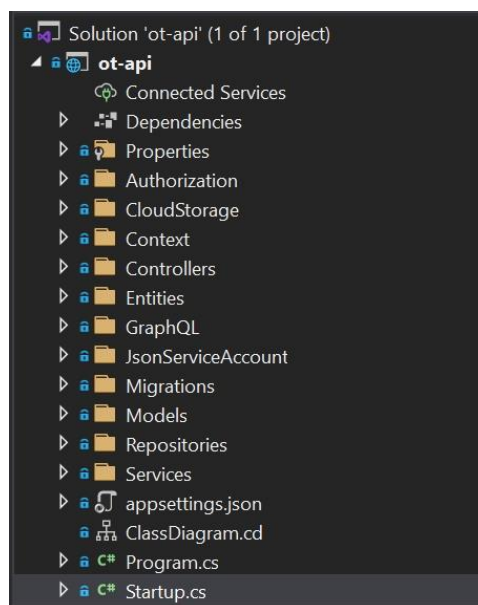 Solution 'ot-api' (1 of 1 project)
ot-api
Connected Services
Dependencies
Properties
Authorization
CloudStorage
Context
Controllers
Entities
GraphQL
JsonServiceAccount
Migrations
Models
Repositories
Services
appsettings.json
ClassDiagram.cd
C# Program.cs
C# Startup.cs